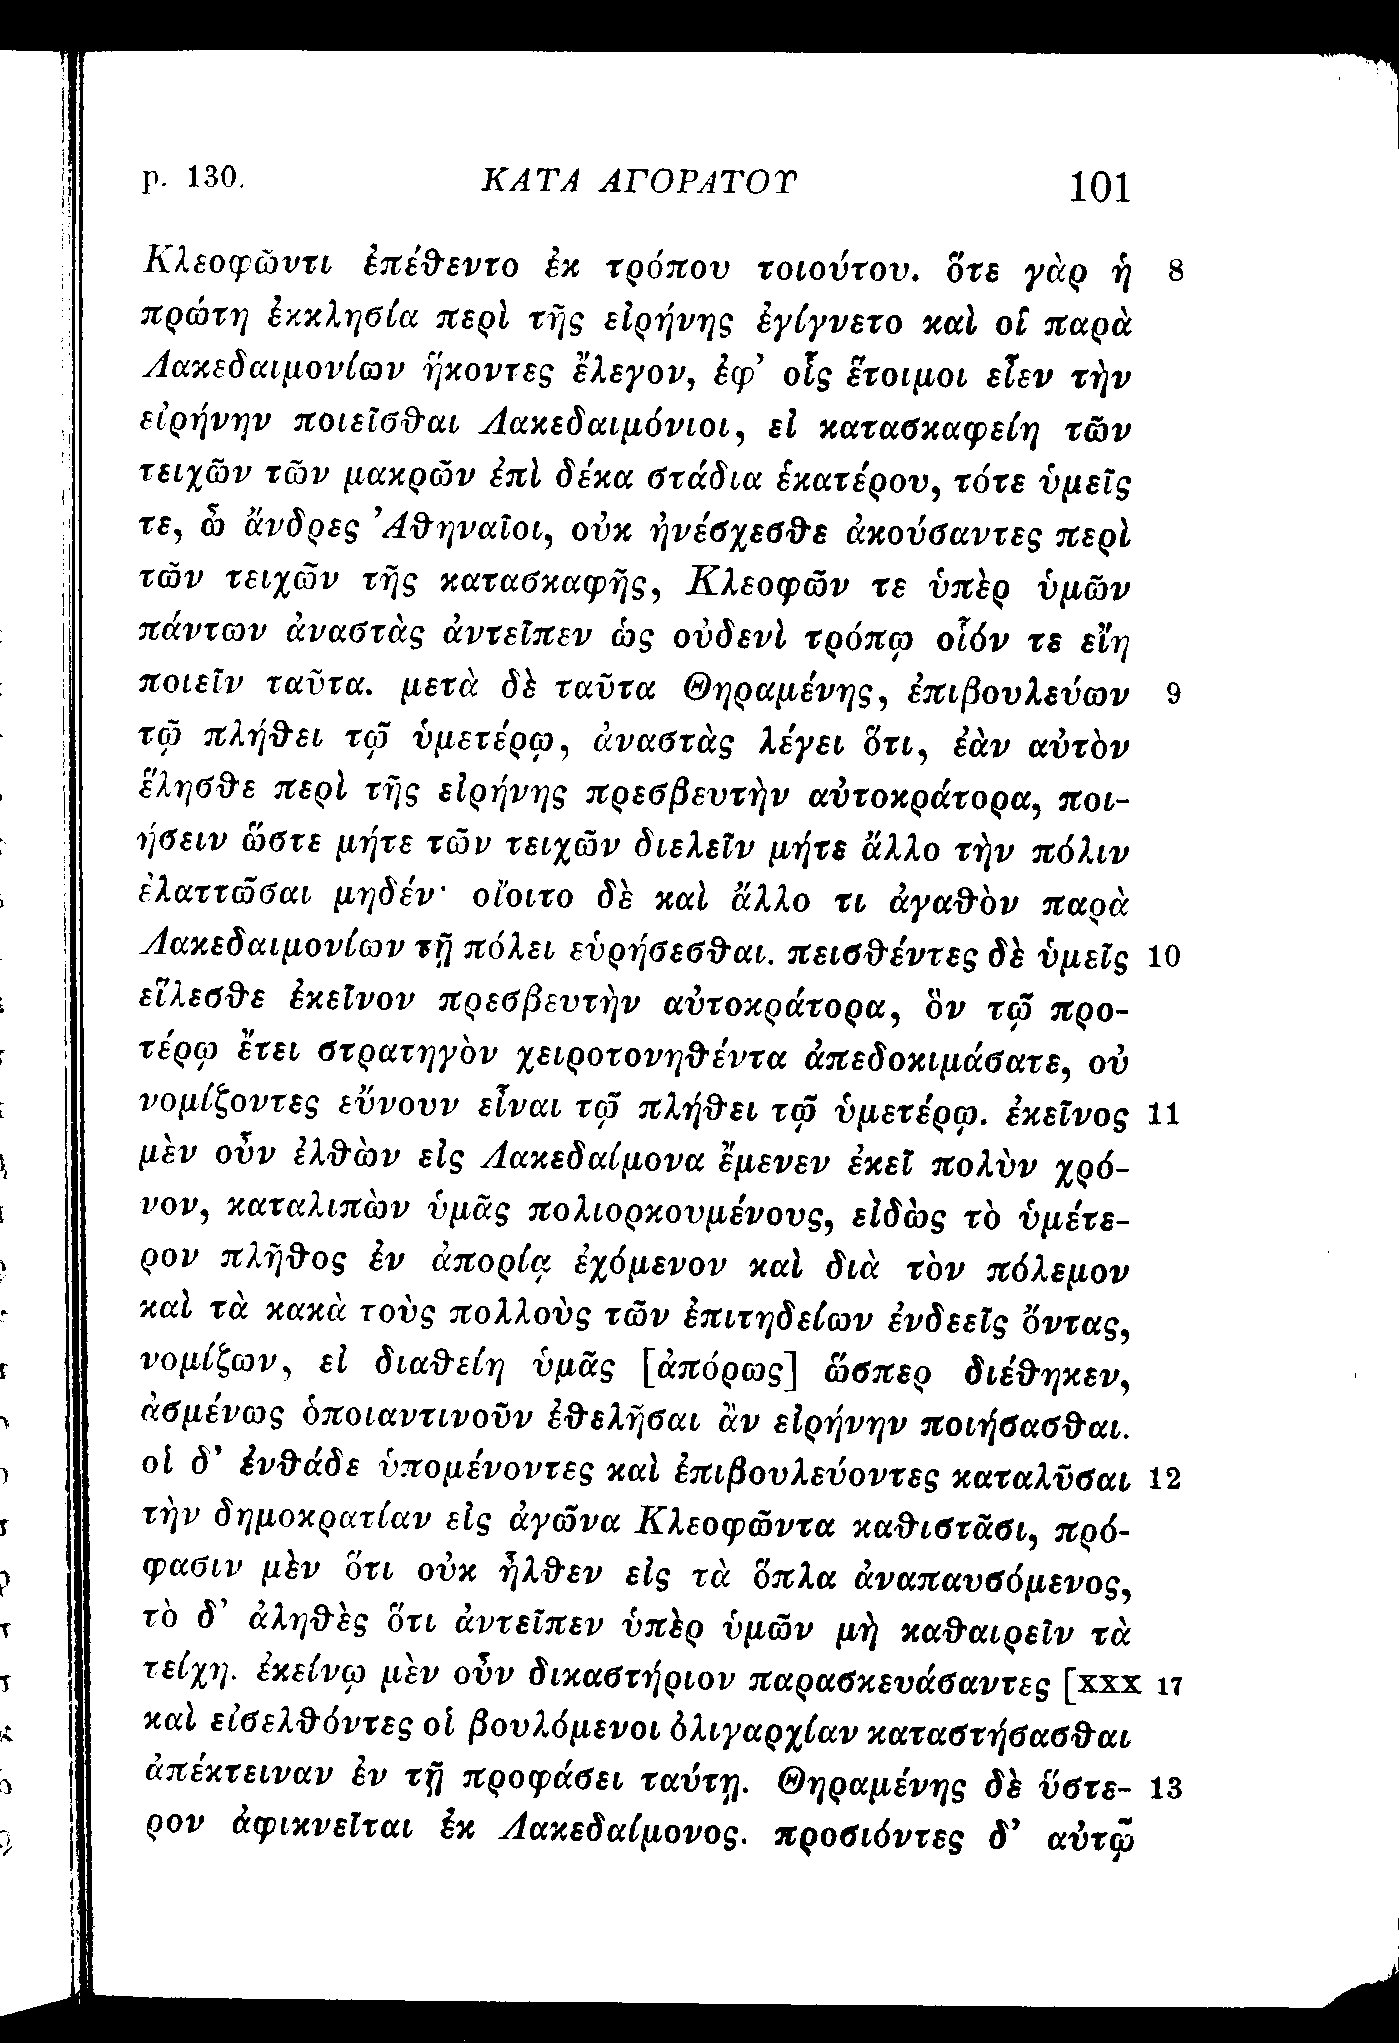 p. 130. ΚΑΤΑ ΑΓΟΡΑΤΟΥ 101
Κλεοφῶντι ἐπέθεντο ἐκ τρόπου τοιούτου. ὅτε γὰρ ἡ 8
πρώτη ἐκκλησία περὶ τῆς εἰρήνης ἐγίγνετο καὶ οἱ παρὰ
Λακεδαιμονίων ἥκοντες ἔλεγον, ἐφ’ οἷς ἕτοιμοι εἶεν τὴν
εἰρήνην ποιεῖσθαι Λακεδαιμόνιοι, εἰ κατασκαφείη τῶν
τειχῶν τῶν μακρῶν ἐπὶ δέκα στάδια ἑκατέρου, τότε ὑμεῖς
τε, ὦ ἄνδρες Ἀθηναῖοι, οὐκ ἠνέσχεσθε ἀκούσαντες περὶ
τῶν τειχῶν τῆς κατασκαφῆς, Κλεοφῶν τε ὑπὲρ ὑμῶν
πάντων ἀναστὰς ἀντεῖπεν ὡς οὐδενὶ τρόπῳ οἷόν τε εἴη
ποιεῖν ταῦτα. μετὰ δὲ ταῦτα Θηραμένης, ἐπιβουλεύων 9
τῷ πλήθει τῷ ὑμετέρῳ, ἀναστὰς λέγει ὅτι, ἐὰν αὐτὸν
ἕλησθε περὶ τῆς εἰρήνης πρεσβευτὴν αὐτοκράτορα, ποι-
ήσειν ὥστε μήτε τῶν τειχῶν διελεῖν μήτε ἄλλο τὴν πόλιν
ἐλαττῶσαι μηδέν· οἴοιτο δὲ καὶ ἄλλο τι ἀγαθὸν παρὰ
Λακεδαιμονίων τῇ πόλει εὑρήσεσθαι. πεισθέντες δὲ ὑμεῖς 10
εἵλεσθε ἐκεῖνον πρεσβευτὴν αὐτοκράτορα, ὃν τῷ προ-
τέρῳ ἔτει στρατηγὸν χειροτονηθέντα ἀπεδοκιμάσατε, οὐ
νομίζοντες εὔνουν εἶναι τῷ πλήθει τῷ ὑμετέρῳ. ἐκεῖνος 11
μὲν οὖν ἐλθὼν εἰς Λακεδαίμονα ἔμενεν ἐκεῖ πολὺν χρό-
νον, καταλιπὼν ὑμᾶς πολιορκουμένους, εἰδὼς τὸ ὑμέτε-
ρον πλῆθος ἐν ἀπορίᾳ ἐχόμενον καὶ διὰ τὸν πόλεμον
καὶ τὰ κακὰ τοὺς πολλοὺς τῶν ἐπιτηδείων ἐνδεεῖς ὄντας,
νομίζων, εἰ διαθείη ὑμᾶς [ἀπόρως] ὥσπερ διέθηκεν,
ἀσμένως ὁποιαντινοῦν ἐθελῆσαι ἂν εἰρήνην ποιήσασθαι.
οἱ δ’ ἐνθάδε ὑπομένοντες καὶ ἐπιβουλεύοντες καταλῦσαι 12
τὴν δημοκρατίαν εἰς ἀγῶνα Κλεοφῶντα καθιστᾶσι, πρό-
φασιν μὲν ὅτι οὐκ ἦλθεν εἰς τὰ ὅπλα ἀναπαυσόμενος,
τὸ δ’ ἀληθὲς ὅτι ἀντεῖπεν ὑπὲρ ὑμῶν μὴ καθαιρεῖν τὰ
τείχη. ἐκείνῳ μὲν οὖν δικαστήριον παρασκευάσαντες [xxx 17
καὶ εἰσελθόντες οἱ βουλόμενοι ὀλιγαρχίαν καταστήσασθαι
ἀπέκτειναν ἐν τῇ προφάσει ταύτῃ. Θηραμένης δὲ ὕστε- 13
ρον ἀφικνεῖται ἐκ Λακεδαίμονος. προσιόντες δ’ αὐτῷ